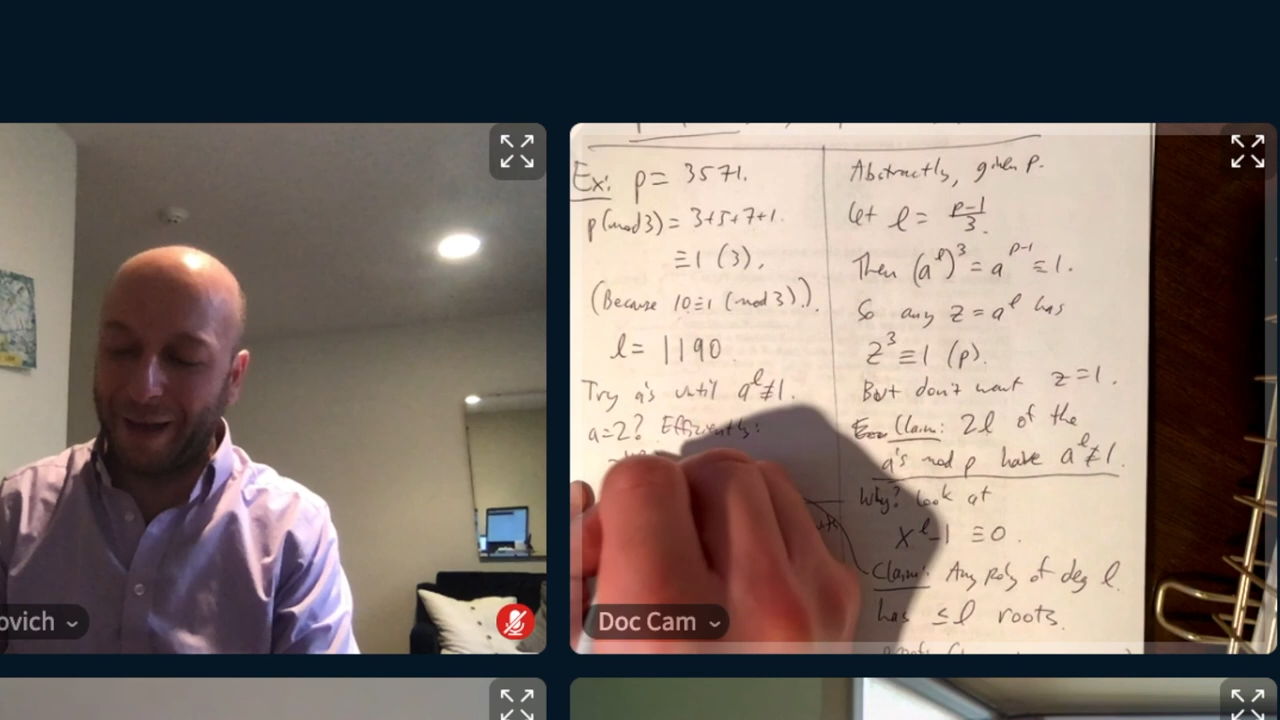 ovich
Ex: p = 3571.
p(mod 3) = 3+5+7+1.
≡ 1 (3).
(Because 10 ≡ 1 (mod 3)).
l = 1190.
Try a's until a^l ≢ 1.
a=2? Efficiently:
Abstractly, given p.
Let l = (p-1)/3.
Then (a^l)^3 = a^(p-1) ≡ 1.
So any z = a^l has
z^3 ≡ 1 (p).
But don't want z=1.
Claim: 2l of the
a's mod p have a^l ≢ 1.
Why? Look at
x^l - 1 ≡ 0.
Claim: Any poly of deg l
has ≤ l roots.
Doc Cam